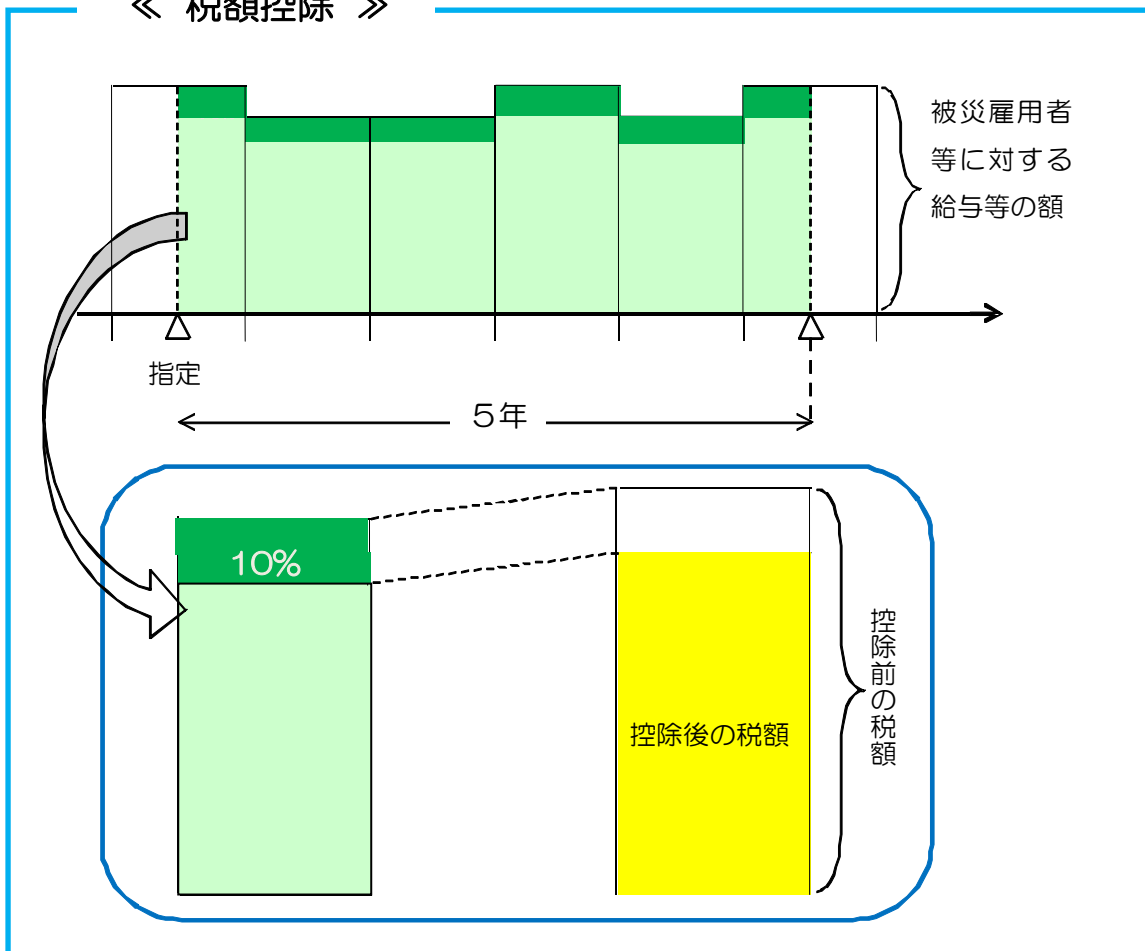 ≪ 税額控除 ≫
被災雇用者
等に対する
給与等の額
指定
5年
10%
控除後の税額
控除前の税額